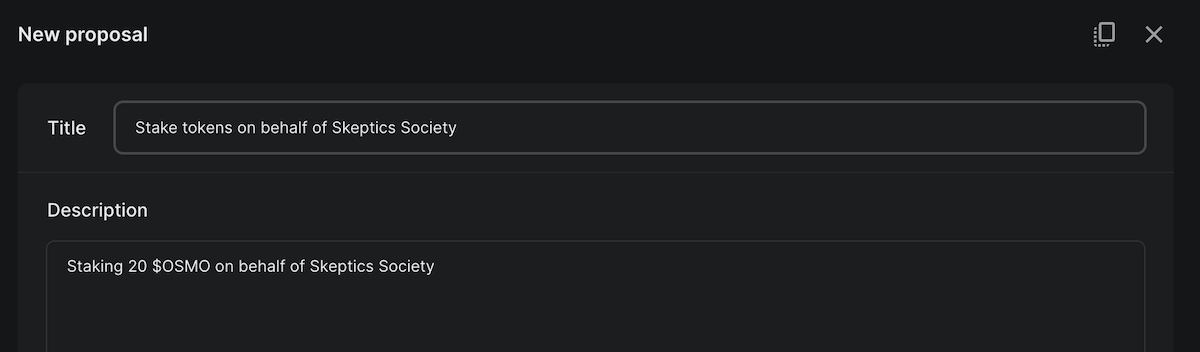 New proposal
Title
Stake tokens on behalf of Skeptics Society
Description
Staking 20 $OSMO on behalf of Skeptics Society